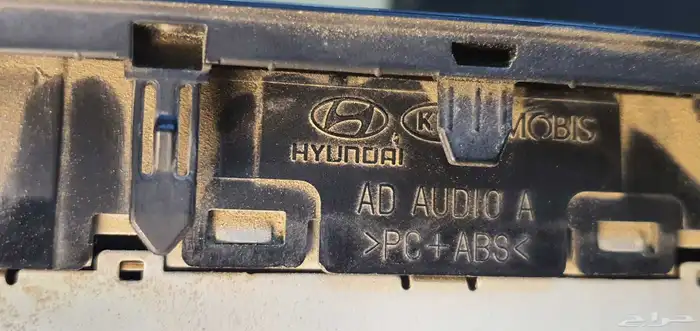 HYUNDAI K MOBIS
AD AUDIO A
>PC+ABS<
حراج